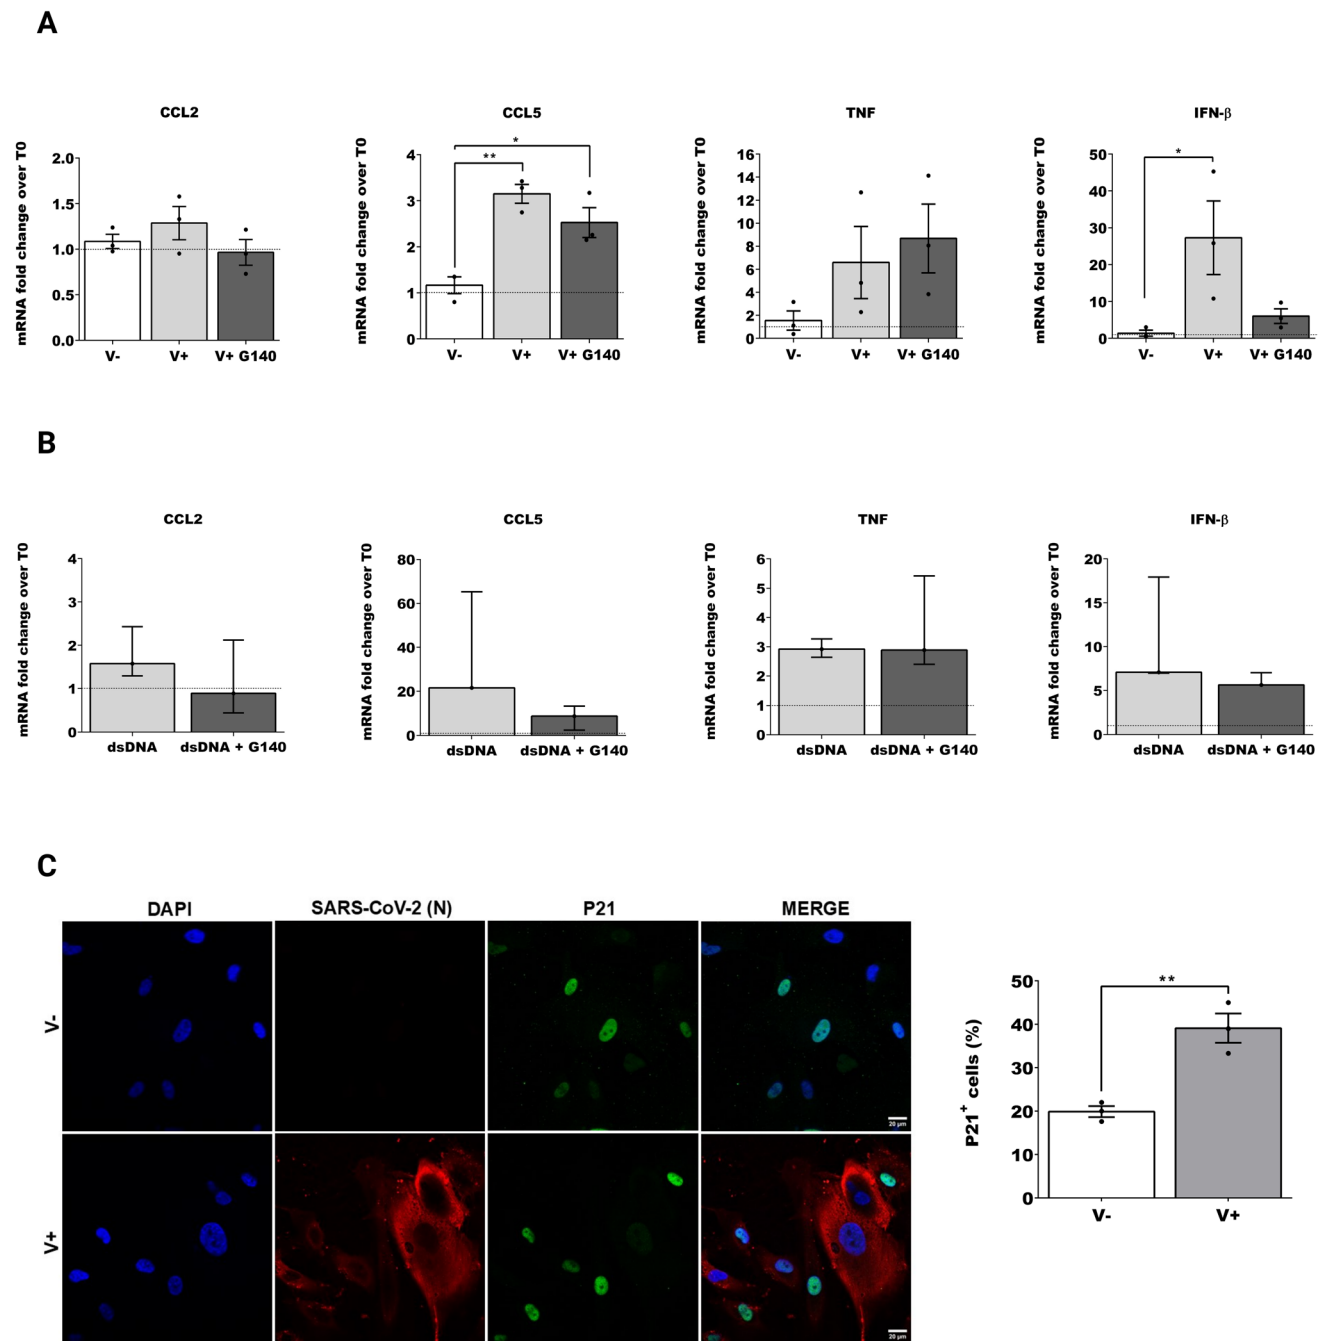 A
CCL2
CCL5
TNF
IFN-β
mRNA fold change over T0
2.0
1.5
1.0
0.5
0.0
V- V+ V+ G140
mRNA fold change over T0
4
3
2
1
0
*
**
V- V+ V+ G140
mRNA fold change over T0
16
14
12
10
8
6
4
2
0
V- V+ V+ G140
mRNA fold change over T0
50
40
30
20
10
0
*
V- V+ V+ G140
B
CCL2
CCL5
TNF
IFN-β
mRNA fold change over T0
4
3
2
1
0
dsDNA dsDNA + G140
mRNA fold change over T0
80
60
40
20
0
dsDNA dsDNA + G140
mRNA fold change over T0
6
5
4
3
2
1
0
dsDNA dsDNA + G140
mRNA fold change over T0
20
15
10
5
0
dsDNA dsDNA + G140
C
DAPI SARS-CoV-2 (N) P21 MERGE
V-
20 µm
V+
20 µm
P21+ cells (%)
50
40
30
20
10
0
**
V- V+